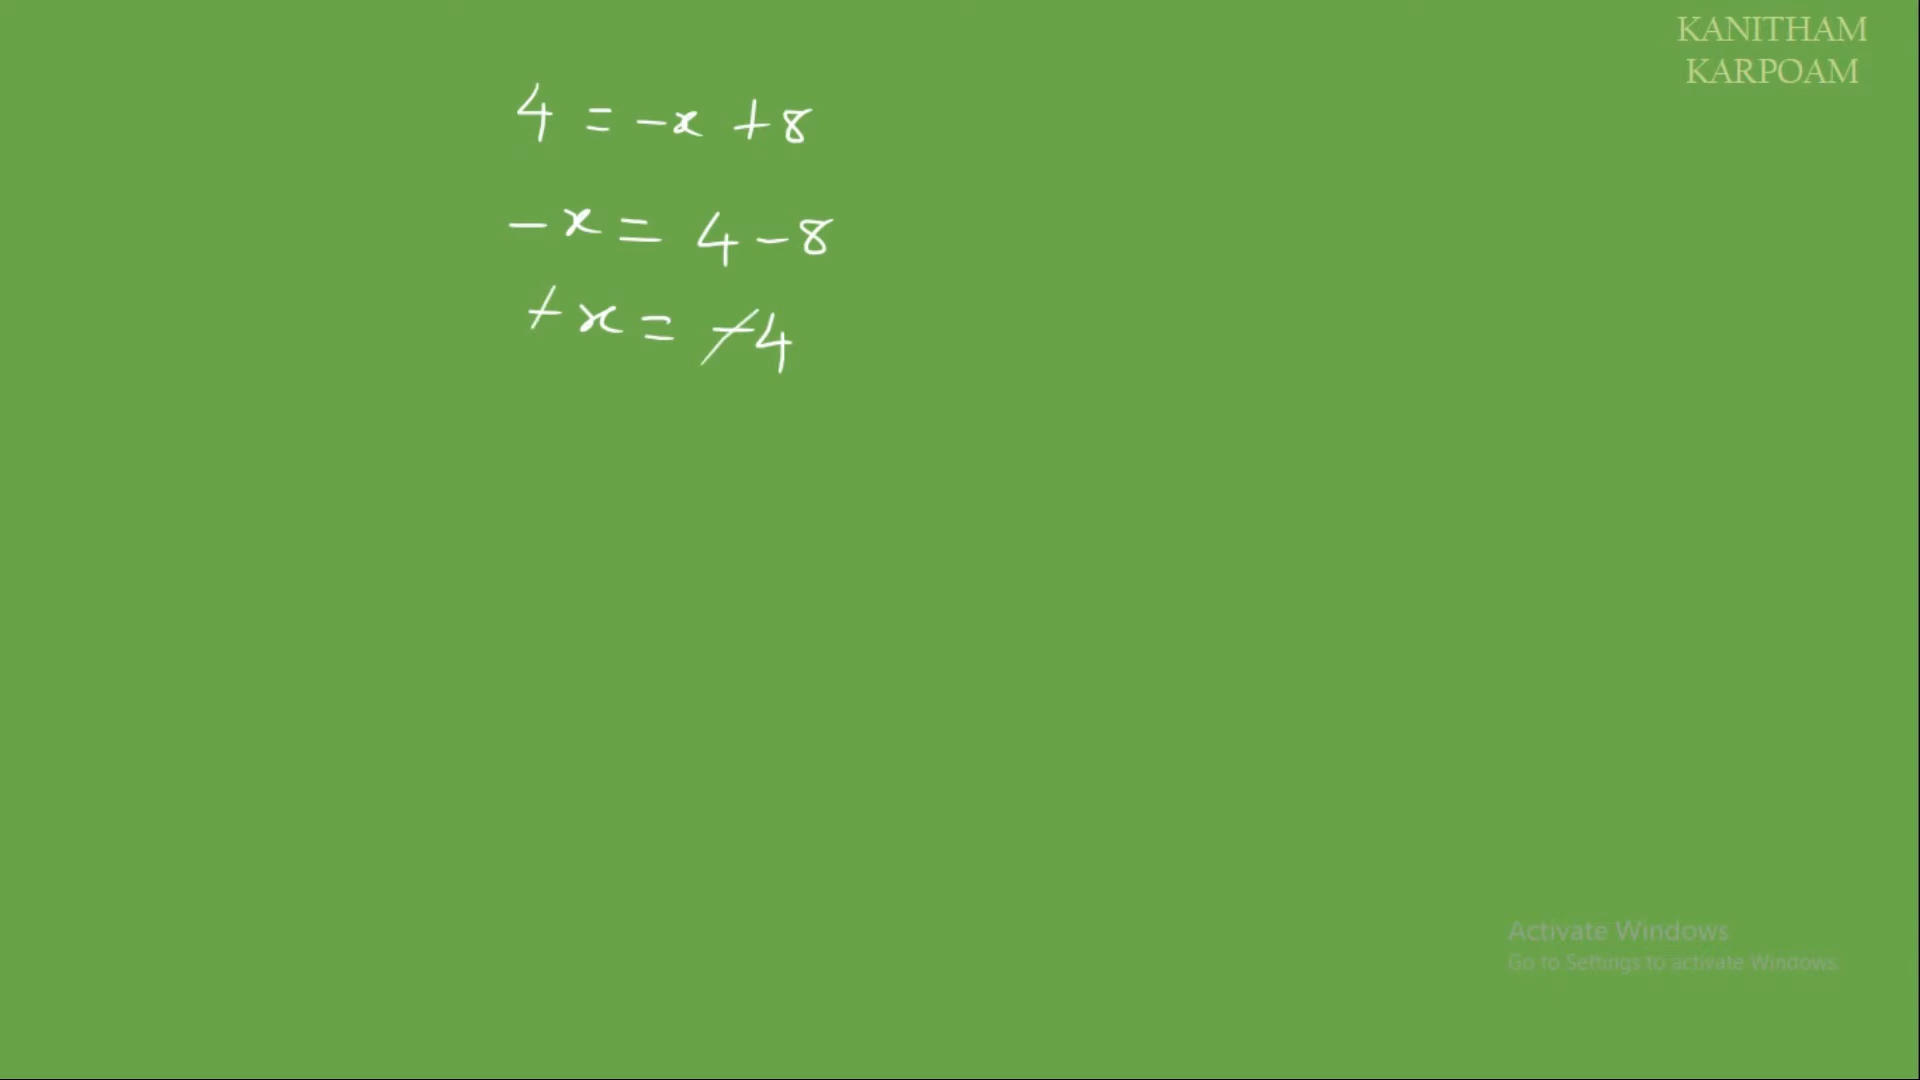 KANITHAM
KARPOAM
4 = -x + 8
-x = 4 - 8
+x = -4
Activate Windows
Go to Settings to activate Windows.